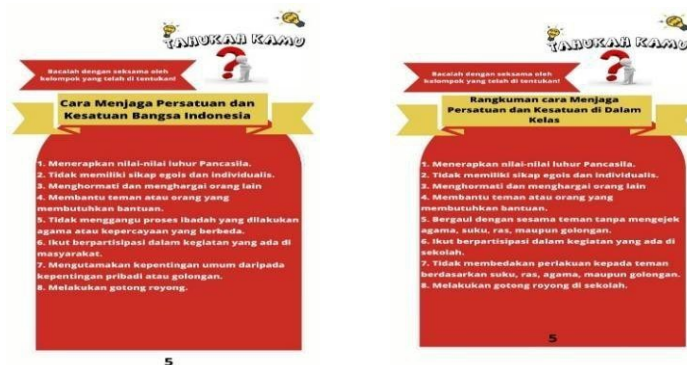 TAHUKAH KAMU
Bacalah dengan seksama oleh
kelompok yang telah di tentukan!
Cara Menjaga Persatuan dan
Kesatuan Bangsa Indonesia
1. Menerapkan nilai-nilai luhur Pancasila.
2. Tidak memiliki sikap egois dan individualis.
3. Menghormati dan menghargai orang lain
4. Membantu teman atau orang yang
membutuhkan bantuan.
5. Tidak menggangu proses ibadah yang dilakukan
agama atau kepercayaan yang berbeda.
6. Ikut berpartisipasi dalam kegiatan yang ada di
masyarakat.
7. Mengutamakan kepentingan umum daripada
kepentingan pribadi atau golongan.
8. Melakukan gotong royong.
5
TAHUKAH KAMU
Bacalah dengan seksama oleh
kelompok yang telah di tentukan!
Rangkuman cara Menjaga
Persatuan dan Kesatuan di Dalam
Kelas
1. Menerapkan nilai-nilai luhur Pancasila.
2. Tidak memiliki sikap egois dan individualis.
3. Menghormati dan menghargai orang lain
4. Membantu teman atau orang yang
membutuhkan bantuan.
5. Bergaul dengan sesama teman tanpa mengejek
agama, suku, ras, maupun golongan.
6. Ikut berpartisipasi dalam kegiatan yang ada di
sekolah.
7. Tidak membedakan perlakuan kepada teman
berdasarkan suku, ras, agama, maupun golongan.
8. Melakukan gotong royong di sekolah.
5